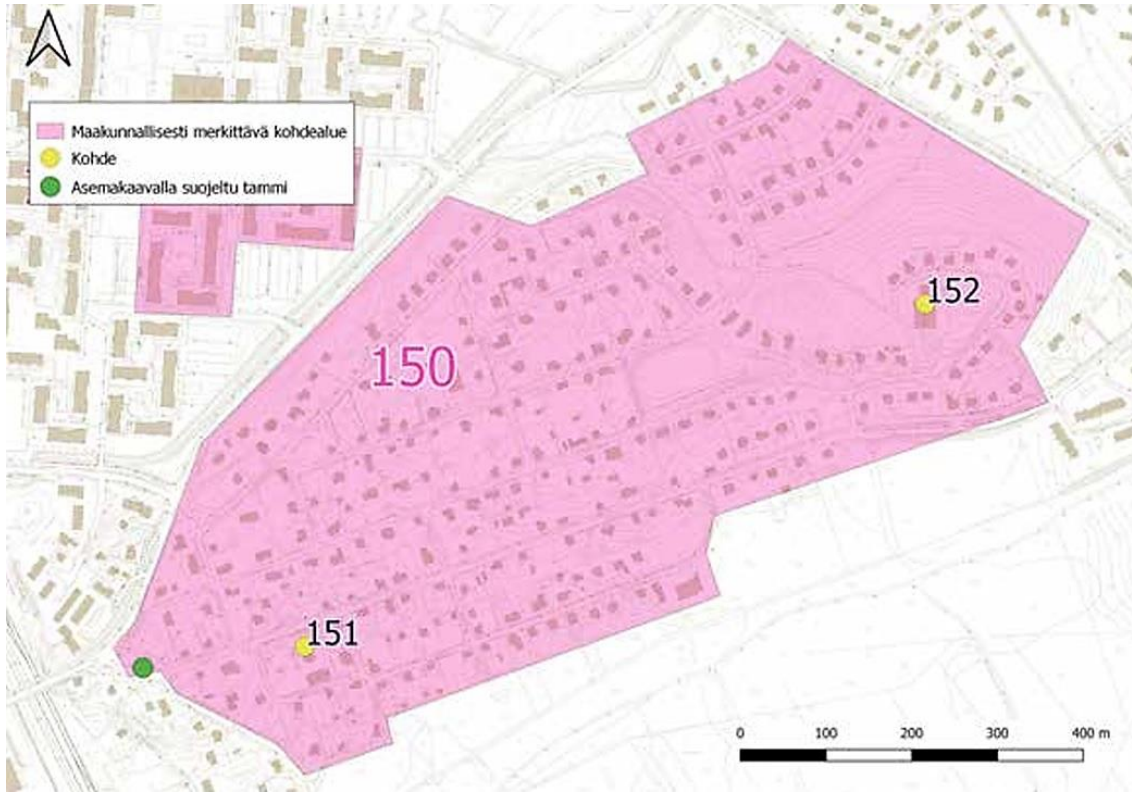 Maakunnallisesti merkittävä kohdealue
Kohde
Asemakaavalla suojeltu tammi
152
150
151
0 100 200 300 400 m